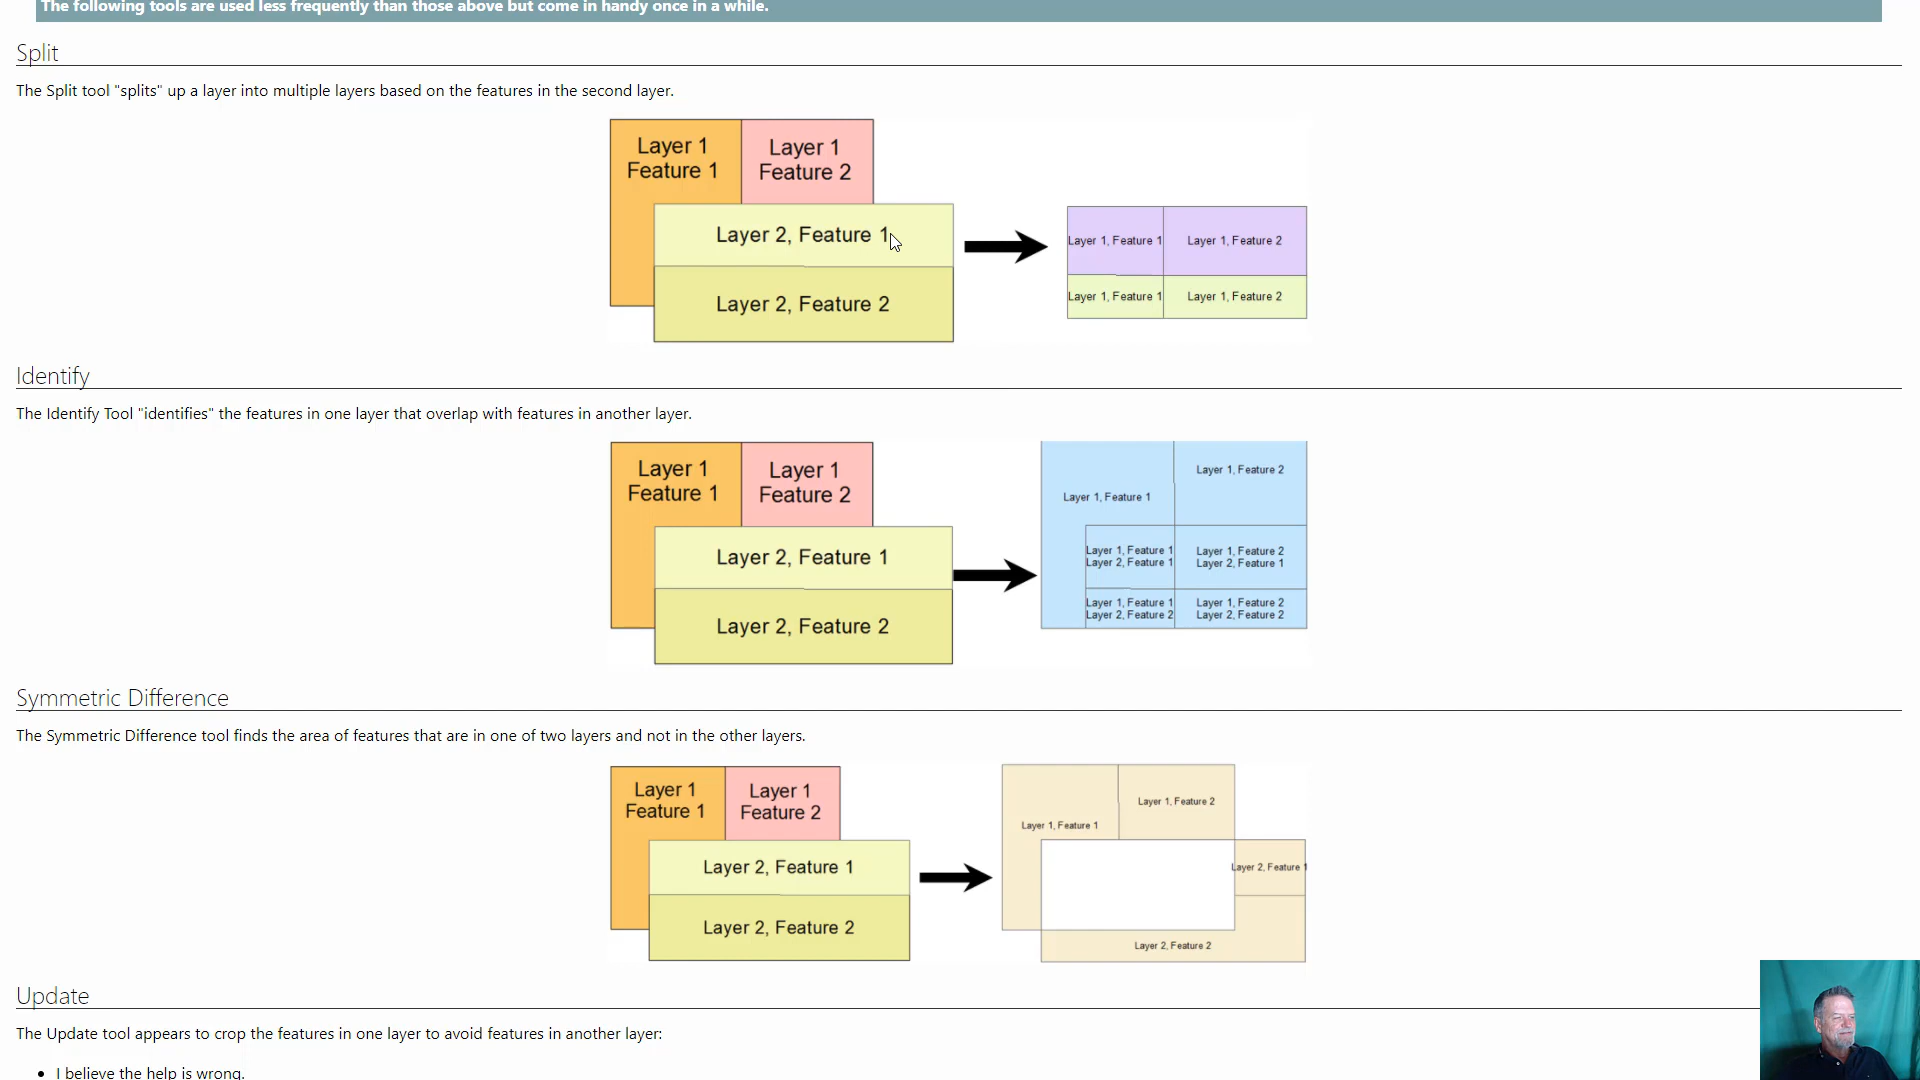 The following tools are used less frequently than those above but come in handy once in a while.
Split
The Split tool "splits" up a layer into multiple layers based on the features in the second layer.
Layer 1
Feature 1
Layer 1
Feature 2
Layer 2, Feature 1
Layer 2, Feature 2
Layer 1, Feature 1
Layer 1, Feature 2
Layer 1, Feature 1
Layer 1, Feature 2
Identify
The Identify Tool "identifies" the features in one layer that overlap with features in another layer.
Layer 1
Feature 1
Layer 1
Feature 2
Layer 2, Feature 1
Layer 2, Feature 2
Layer 1, Feature 2
Layer 1, Feature 1
Layer 1, Feature 1
Layer 2, Feature 1
Layer 1, Feature 2
Layer 2, Feature 1
Layer 1, Feature 1
Layer 2, Feature 2
Layer 1, Feature 2
Layer 2, Feature 2
Symmetric Difference
The Symmetric Difference tool finds the area of features that are in one of two layers and not in the other layers.
Layer 1
Feature 1
Layer 1
Feature 2
Layer 2, Feature 1
Layer 2, Feature 2
Layer 1, Feature 2
Layer 1, Feature 1
Layer 2, Feature 1
Layer 2, Feature 2
Update
The Update tool appears to crop the features in one layer to avoid features in another layer:
• I believe the help is wrong.